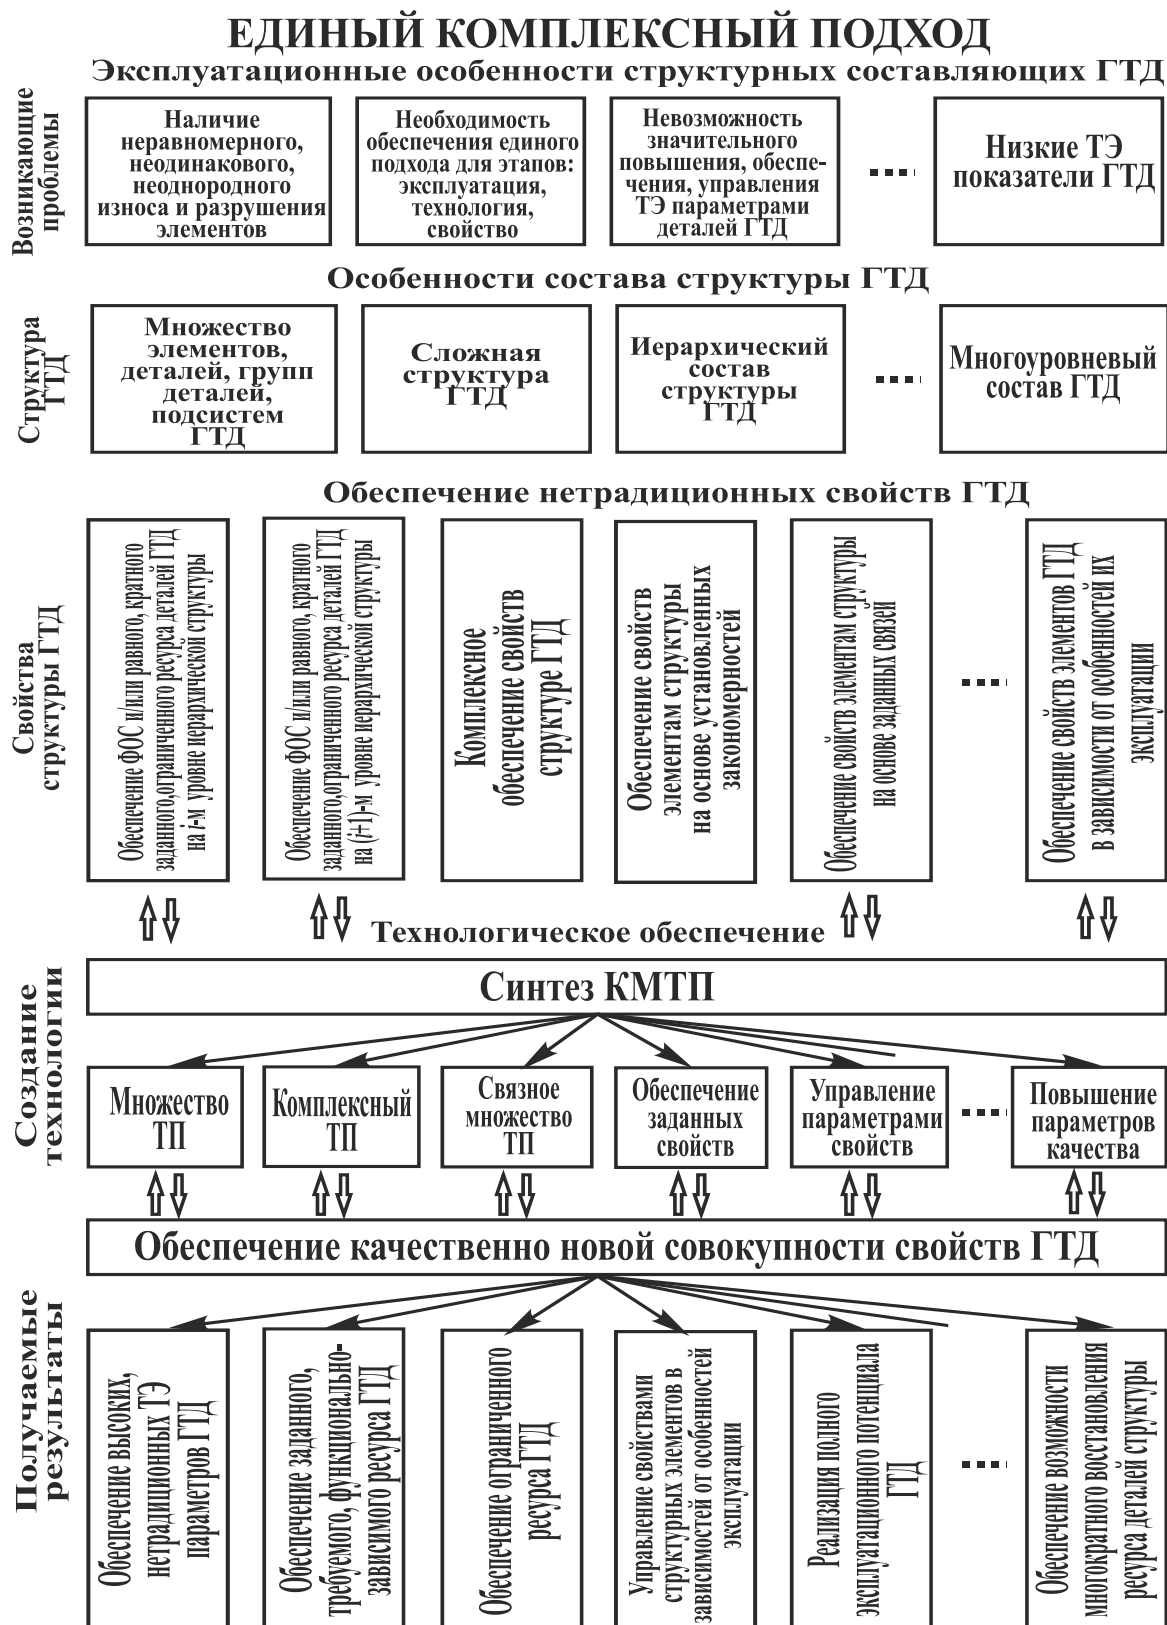 ЕДИНЫЙ КОМПЛЕКСНЫЙ ПОДХОД
Эксплуатационные особенности структурных составляющих ГТД
Возникающие
проблемы
Наличие
неравномерного,
неодинакового,
неоднородного
износа и разрушения
элементов
Необходимость
обеспечения единого
подхода для этапов:
эксплуатация,
технология,
свойство
Невозможность
значительного
повышения, обеспе-
чения, управления
ТЭ параметрами
деталей ГТД
Низкие ТЭ
показатели ГТД
Особенности состава структуры ГТД
Структура
ГТД
Множество
элементов,
деталей, групп
деталей,
подсистем
ГТД
Сложная
структура
ГТД
Иерархический
состав
структуры
ГТД
Многоуровневый
состав ГТД
Обеспечение нетрадиционных свойств ГТД
Свойства
структуры ГТД
Обеспечение ФОС и/или равного, кратного
заданного,ограниченного ресурса деталей ГТД
на i-м уровне иерархической структуры
Обеспечение ФОС и/или равного, кратного
заданного,ограниченного ресурса деталей ГТД
на (i+1)-м уровне иерархической структуры
Комплексное
обеспечение свойств
структуре ГТД
Обеспечение свойств
элементам структуры
на основе установленных
закономерностей
Обеспечение свойств элементам структуры
на основе заданных связей
Обеспечение свойств элементов ГТД
в зависимости от особенностей их
эксплуатации
Технологическое обеспечение
Создание
технологии
Синтез КМТП
Множество
ТП
Комплексный
ТП
Связное
множество
ТП
Обеспечение
заданных
свойств
Управление
параметрами
свойств
Повышение
параметров
качества
Обеспечение качественно новой совокупности свойств ГТД
Получаемые
результаты
Обеспечение высоких,
нетрадиционных ТЭ
параметров ГТД
Обеспечение заданного,
требуемого, функционально-
зависимого ресурса ГТД
Обеспечение ограниченного
ресурса ГТД
Управление свойствами
структурных элементов в
зависимостей от особенностей
эксплуатации
Реализация полного
эксплуатационного потенциала
ГТД
Обеспечение возможности
многократного восстановления
ресурса деталей структуры